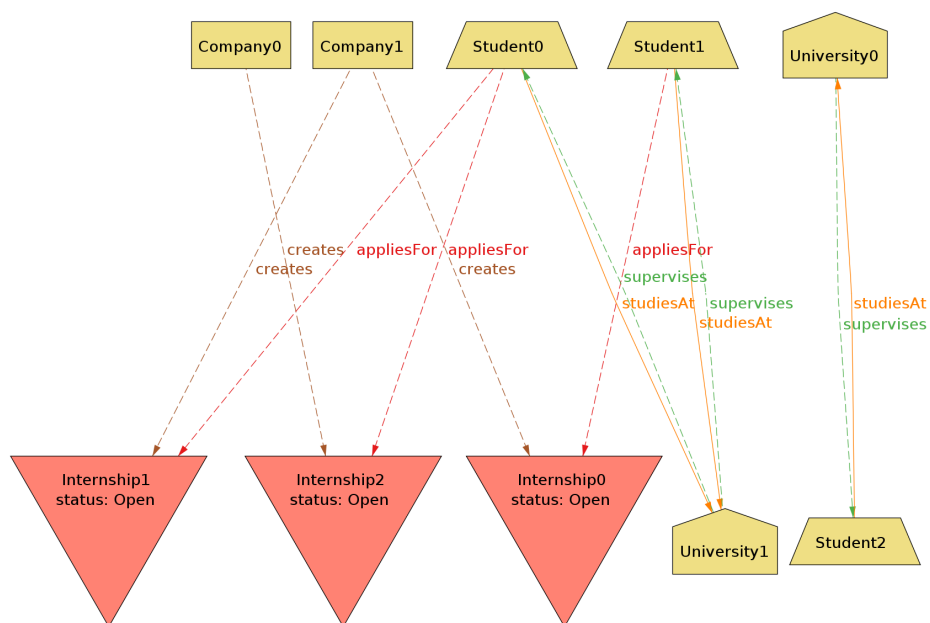 Company0
Company1
Student0
Student1
University0
creates
appliesFor
appliesFor
appliesFor
creates
creates
supervises
studiesAt
supervises
studiesAt
studiesAt
supervises
Internship1
status: Open
Internship2
status: Open
Internship0
status: Open
University1
Student2